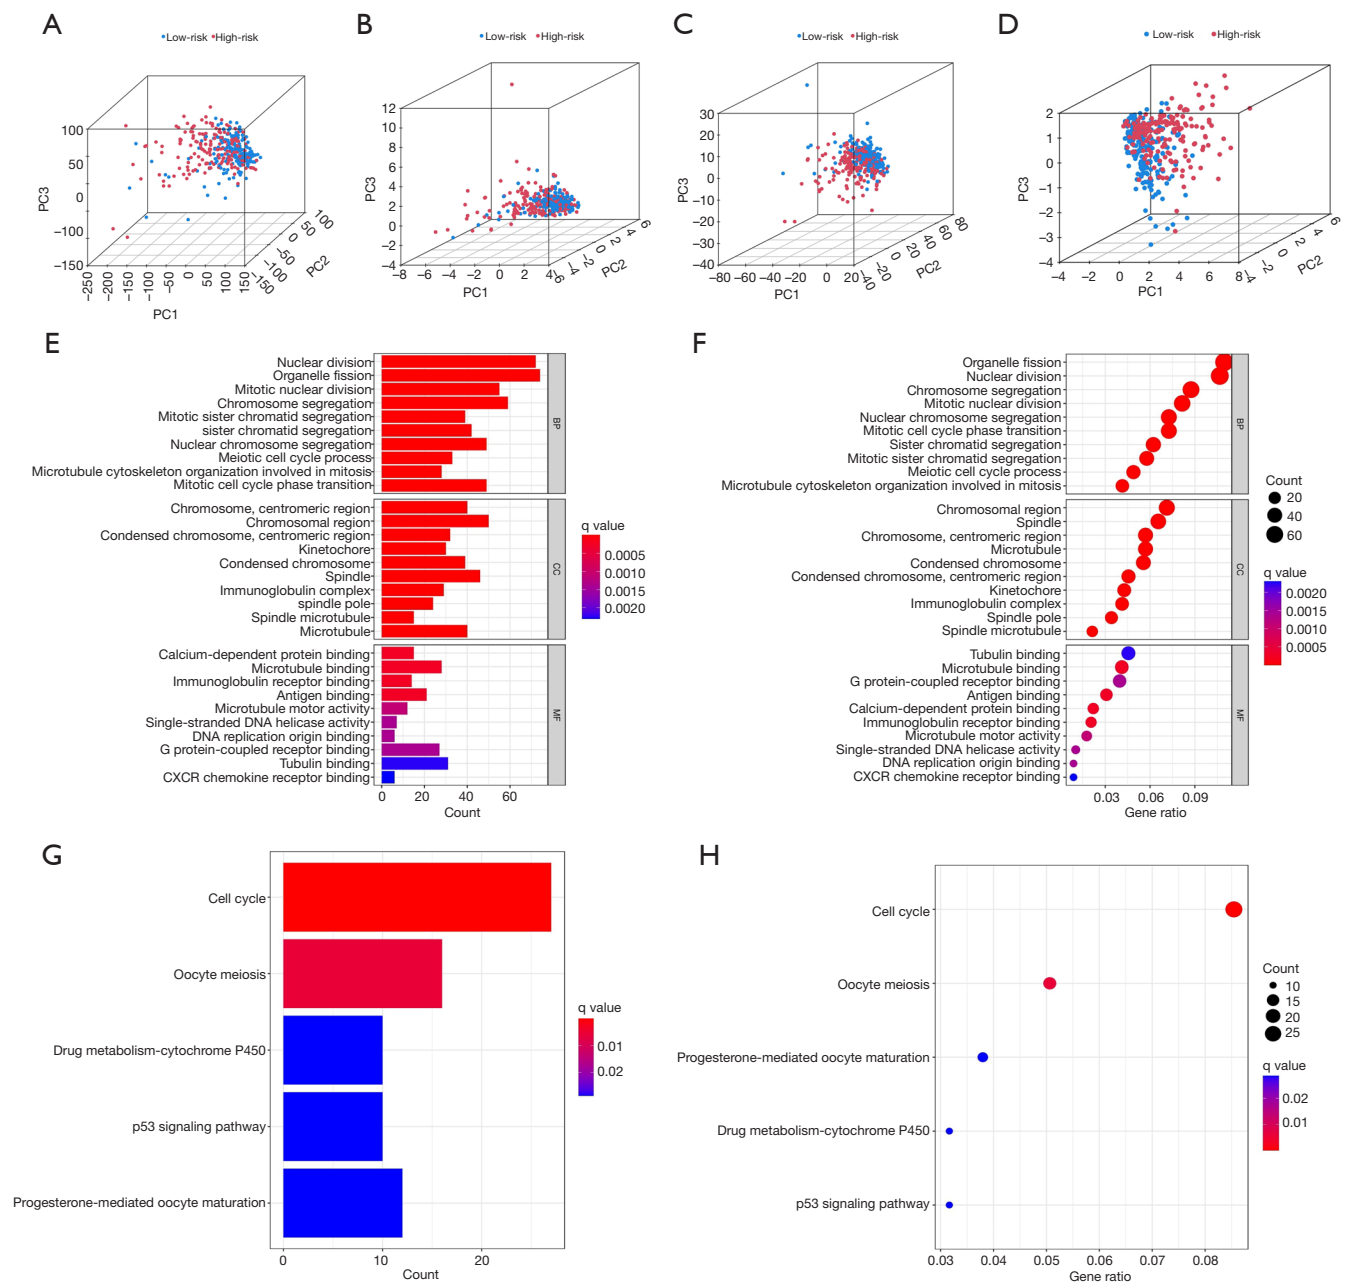 A
Low-risk High-risk
100
50
0
−100
−150
PC3
−250
−200
−150
−100
−50
0
50
100
150
PC1
−150
−100
−50
0
50
100
PC2
B
Low-risk High-risk
12
10
8
6
4
2
0
−2
−4
PC3
−8 −6 −4 −2 0 2 4
PC1
−6
−4
−2
0
2
4
6
PC2
C
Low-risk High-risk
30
20
10
0
−10
−20
−30
−40
PC3
−80 −60 −40 −20 0 20
PC1
−40
−20
0
20
40
60
80
PC2
D
Low-risk High-risk
2
1
0
−1
−2
−3
−4
PC3
−4 −2 0 2 4 6 8
PC1
−4
−2
0
2
4
6
PC2
E
Nuclear division
Organelle fission
Mitotic nuclear division
Chromosome segregation
Mitotic sister chromatid segregation
sister chromatid segregation
Nuclear chromosome segregation
Meiotic cell cycle process
Microtubule cytoskeleton organization involved in mitosis
Mitotic cell cycle phase transition
BP
Chromosome, centromeric region
Chromosomal region
Condensed chromosome, centromeric region
Kinetochore
Condensed chromosome
Spindle
Immunoglobulin complex
spindle pole
Spindle microtubule
Microtubule
CC
Calcium-dependent protein binding
Microtubule binding
Immunoglobulin receptor binding
Antigen binding
Microtubule motor activity
Single-stranded DNA helicase activity
DNA replication origin binding
G protein-coupled receptor binding
Tubulin binding
CXCR chemokine receptor binding
MF
0 20 40 60
Count
q value
0.0005
0.0010
0.0015
0.0020
F
Organelle fission
Nuclear division
Chromosome segregation
Mitotic nuclear division
Nuclear chromosome segregation
Mitotic cell cycle phase transition
Sister chromatid segregation
Mitotic sister chromatid segregation
Meiotic cell cycle process
Microtubule cytoskeleton organization involved in mitosis
BP
Chromosomal region
Spindle
Chromosome, centromeric region
Microtubule
Condensed chromosome
Condensed chromosome, centromeric region
Kinetochore
Immunoglobulin complex
Spindle pole
Spindle microtubule
CC
Tubulin binding
Microtubule binding
G protein-coupled receptor binding
Antigen binding
Calcium-dependent protein binding
Immunoglobulin receptor binding
Microtubule motor activity
Single-stranded DNA helicase activity
DNA replication origin binding
CXCR chemokine receptor binding
MF
0.03 0.06 0.09
Gene ratio
Count
20
40
60
q value
0.0020
0.0015
0.0010
0.0005
G
Cell cycle
Oocyte meiosis
Drug metabolism-cytochrome P450
p53 signaling pathway
Progesterone-mediated oocyte maturation
0 10 20
Count
q value
0.01
0.02
H
Cell cycle
Oocyte meiosis
Progesterone-mediated oocyte maturation
Drug metabolism-cytochrome P450
p53 signaling pathway
0.03 0.04 0.05 0.06 0.07 0.08
Gene ratio
Count
10
15
20
25
q value
0.02
0.01